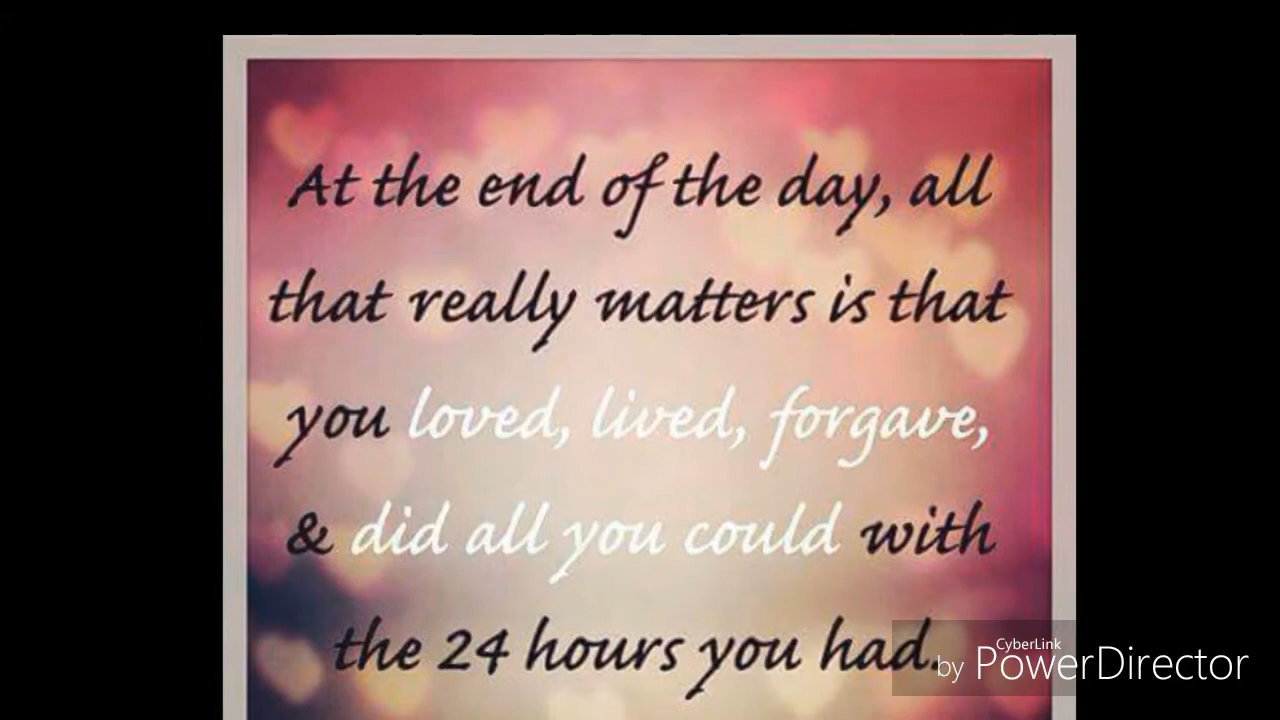 At the end of the day, all
that really matters is that
you loved, lived, forgave,
& did all you could with
the 24 hours you had.
CyberLink
by PowerDirector